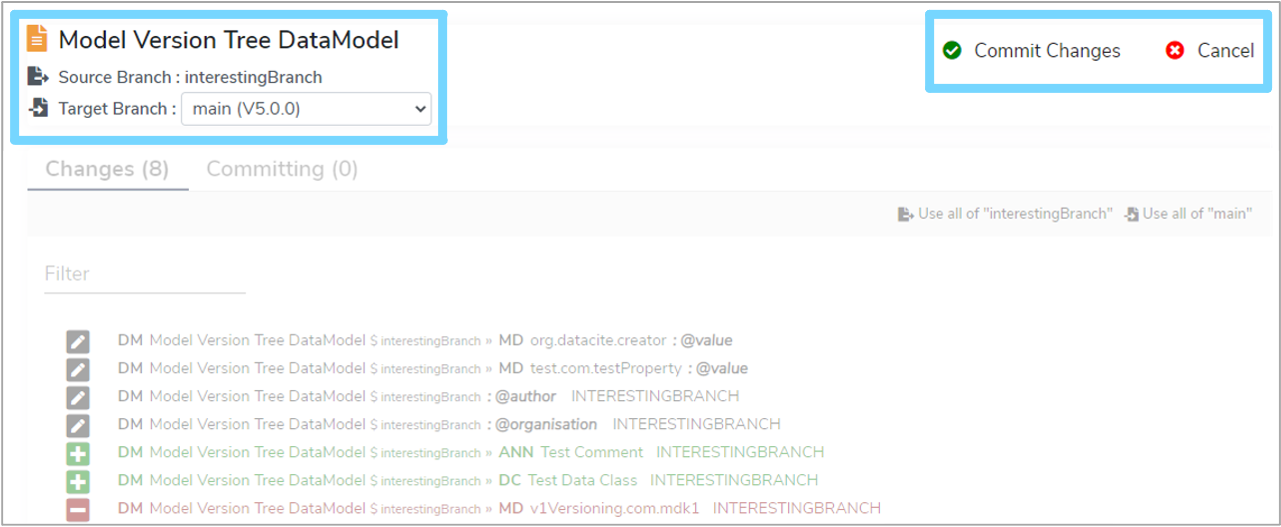 Model Version Tree DataModel
Commit Changes Cancel
Source Branch : interestingBranch
Target Branch : main (V5.0.0)
Changes (8) Committing (0)
Use all of "interestingBranch" Use all of "main"
Filter
DM Model Version Tree DataModel $ interestingBranch » MD org.datacite.creator : @value
DM Model Version Tree DataModel $ interestingBranch » MD test.com.testProperty : @value
DM Model Version Tree DataModel $ interestingBranch : @author INTERESTINGBRANCH
DM Model Version Tree DataModel $ interestingBranch : @organisation INTERESTINGBRANCH
DM Model Version Tree DataModel $ interestingBranch » ANN Test Comment INTERESTINGBRANCH
DM Model Version Tree DataModel $ interestingBranch » DC Test Data Class INTERESTINGBRANCH
DM Model Version Tree DataModel $ interestingBranch » MD v1Versioning.com.mdk1 INTERESTINGBRANCH